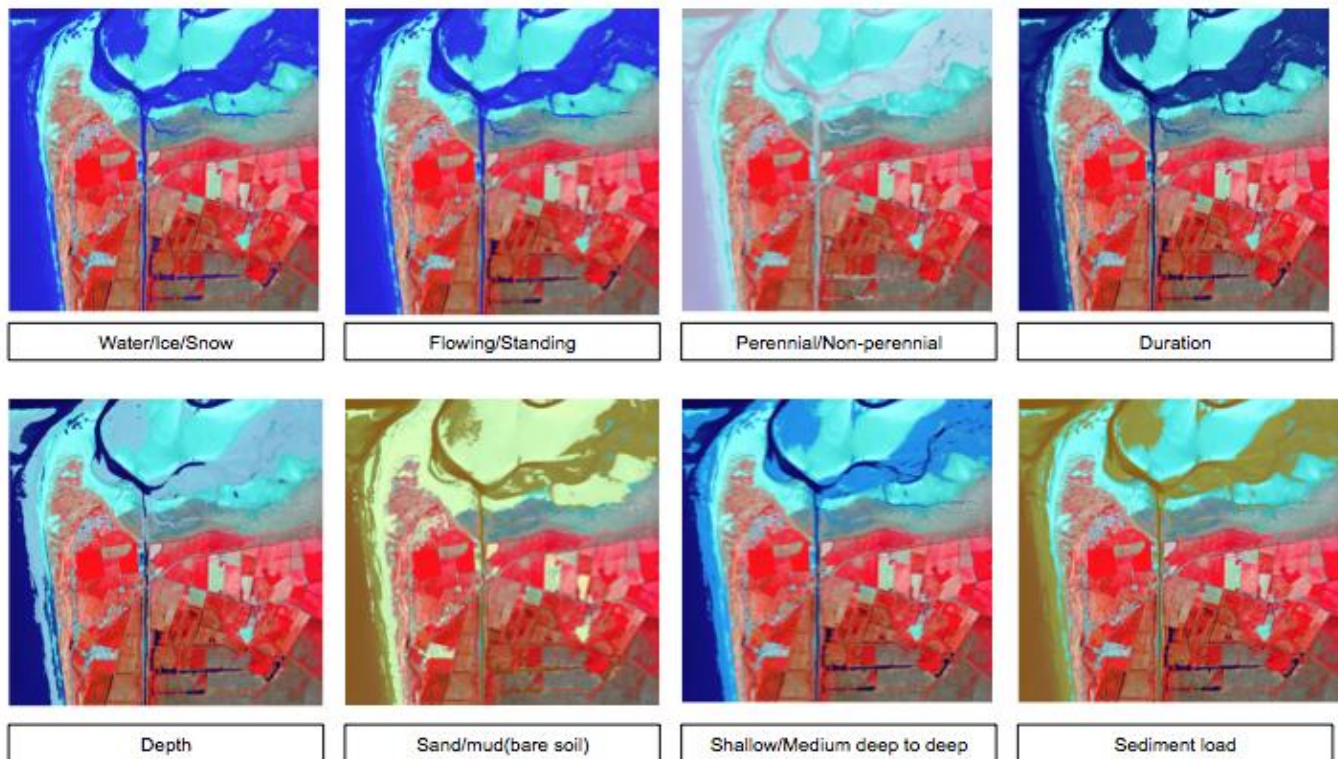 Water/Ice/Snow
Flowing/Standing
Perennial/Non-perennial
Duration
Depth
Sand/mud(bare soil)
Shallow/Medium deep to deep
Sediment load